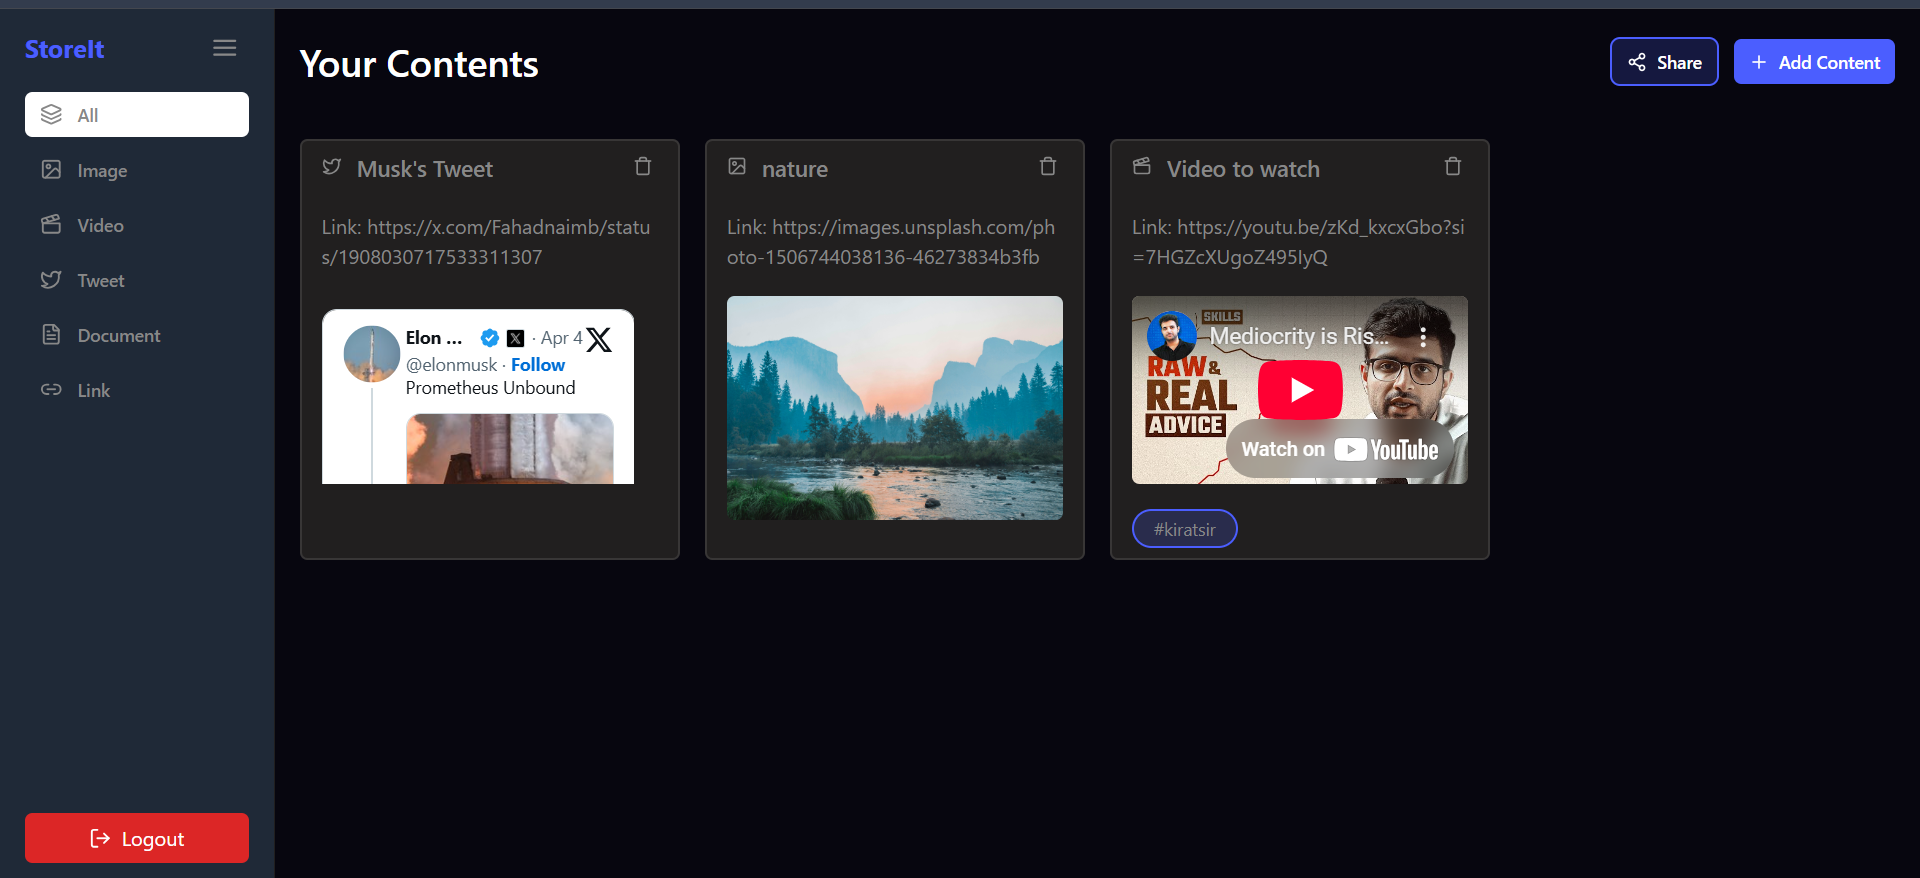 StoreIt
All
Image
Video
Tweet
Document
Link
Logout
Your Contents
Share
Add Content
Musk's Tweet
Link: https://x.com/Fahadnaimb/statu
s/1908030717533311307
Elon ... · Apr 4
@elonmusk · Follow
Prometheus Unbound
nature
Link: https://images.unsplash.com/ph
oto-1506744038136-46273834b3fb
Video to watch
Link: https://youtu.be/zKd_kxcxGbo?si
=7HGZcXUgoZ495IyQ
SKILLS
Mediocrity is Ris...
RAW &
REAL
ADVICE
Watch on YouTube
#kiratsir